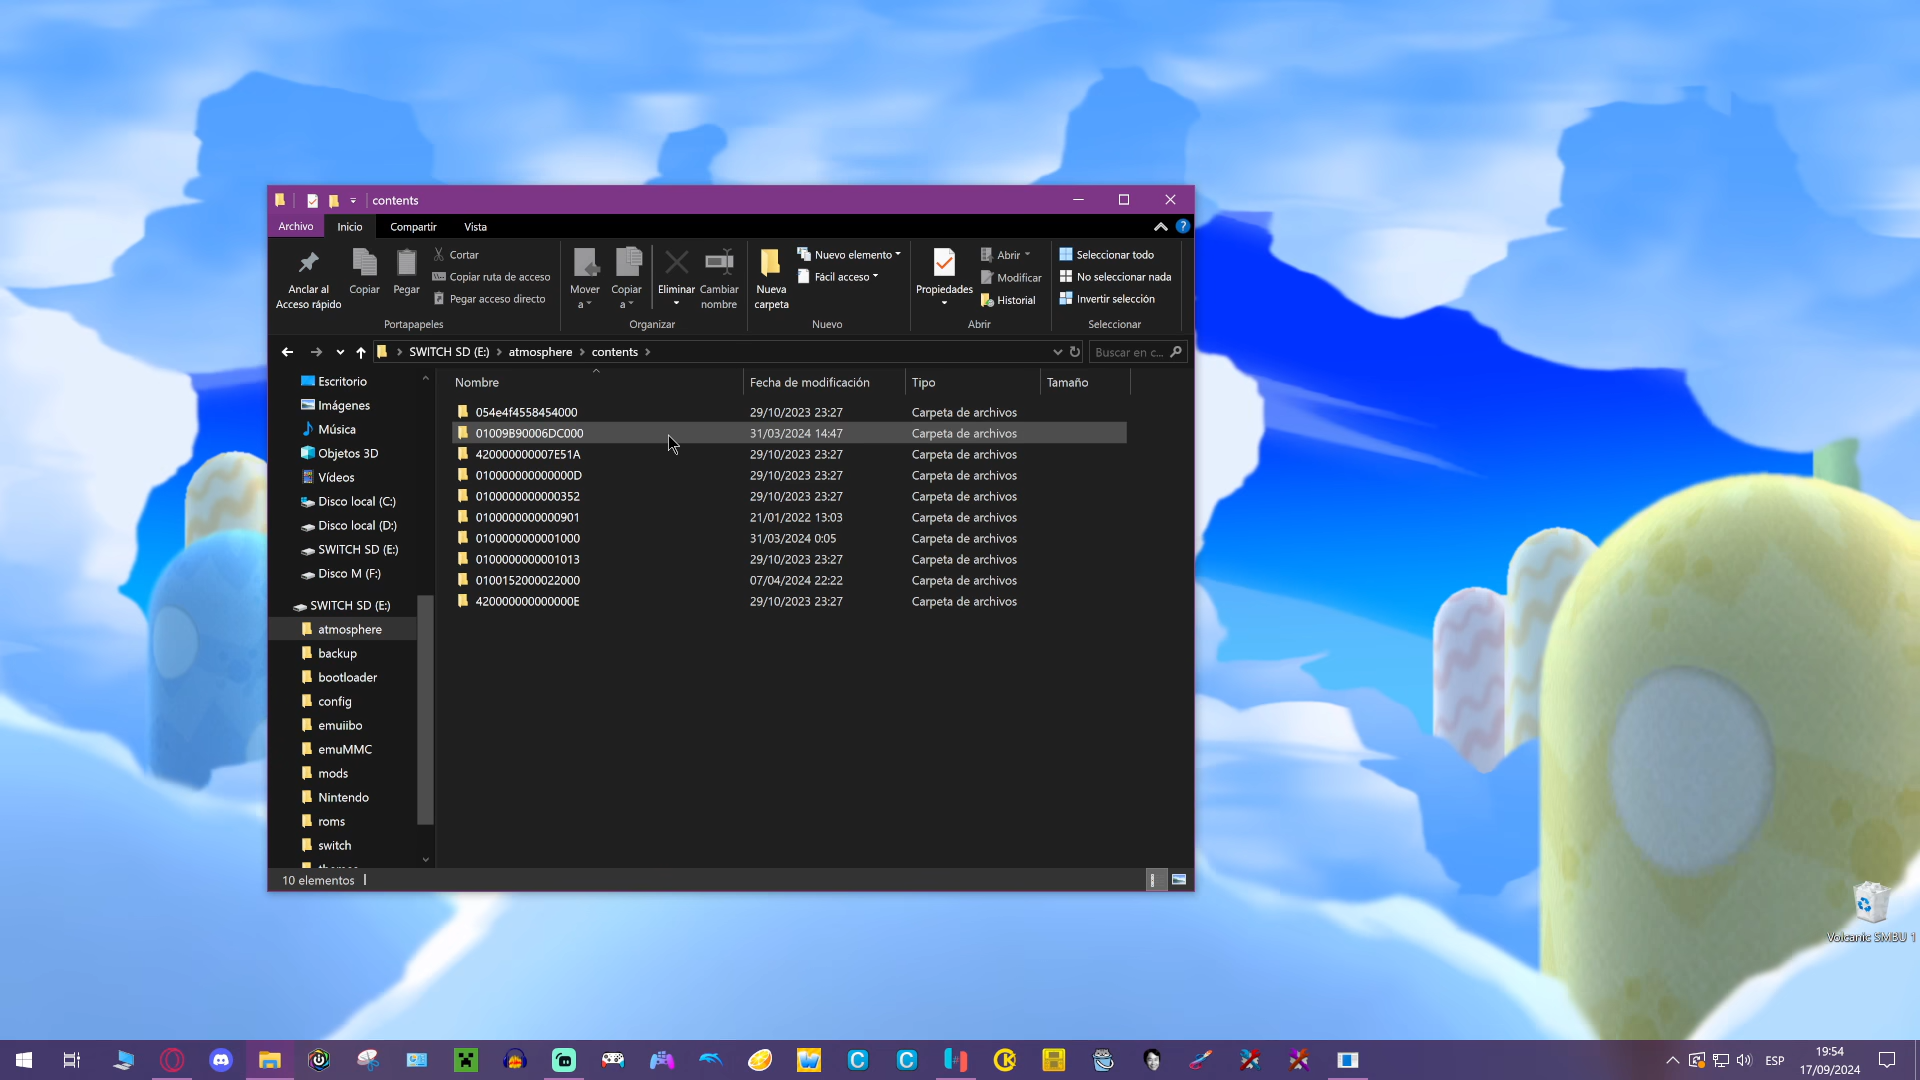 contents
Archivo Inicio Compartir Vista
Anclar al Acceso rápido
Copiar
Pegar
Cortar
Copiar ruta de acceso
Pegar acceso directo
Portapapeles
Mover a
Copiar a
Eliminar
Cambiar nombre
Organizar
Nueva carpeta
Nuevo elemento
Fácil acceso
Nuevo
Propiedades
Abrir
Modificar
Historial
Abrir
Seleccionar todo
No seleccionar nada
Invertir selección
Seleccionar
SWITCH SD (E:) atmosphere contents
Buscar en c...
Escritorio
Imágenes
Música
Objetos 3D
Vídeos
Disco local (C:)
Disco local (D:)
SWITCH SD (E:)
Disco M (F:)
SWITCH SD (E:)
atmosphere
backup
bootloader
config
emuiibo
emuMMC
mods
Nintendo
roms
switch
Nombre Fecha de modificación Tipo Tamaño
054e4f4558454000 29/10/2023 23:27 Carpeta de archivos
01009B90006DC000 31/03/2024 14:47 Carpeta de archivos
420000000007E51A 29/10/2023 23:27 Carpeta de archivos
010000000000000D 29/10/2023 23:27 Carpeta de archivos
0100000000000352 29/10/2023 23:27 Carpeta de archivos
0100000000000901 21/01/2022 13:03 Carpeta de archivos
0100000000001000 31/03/2024 0:05 Carpeta de archivos
0100000000001013 29/10/2023 23:27 Carpeta de archivos
0100152000022000 07/04/2024 22:22 Carpeta de archivos
420000000000000E 29/10/2023 23:27 Carpeta de archivos
10 elementos
Volcanic SMBU 1
ESP
19:54
17/09/2024